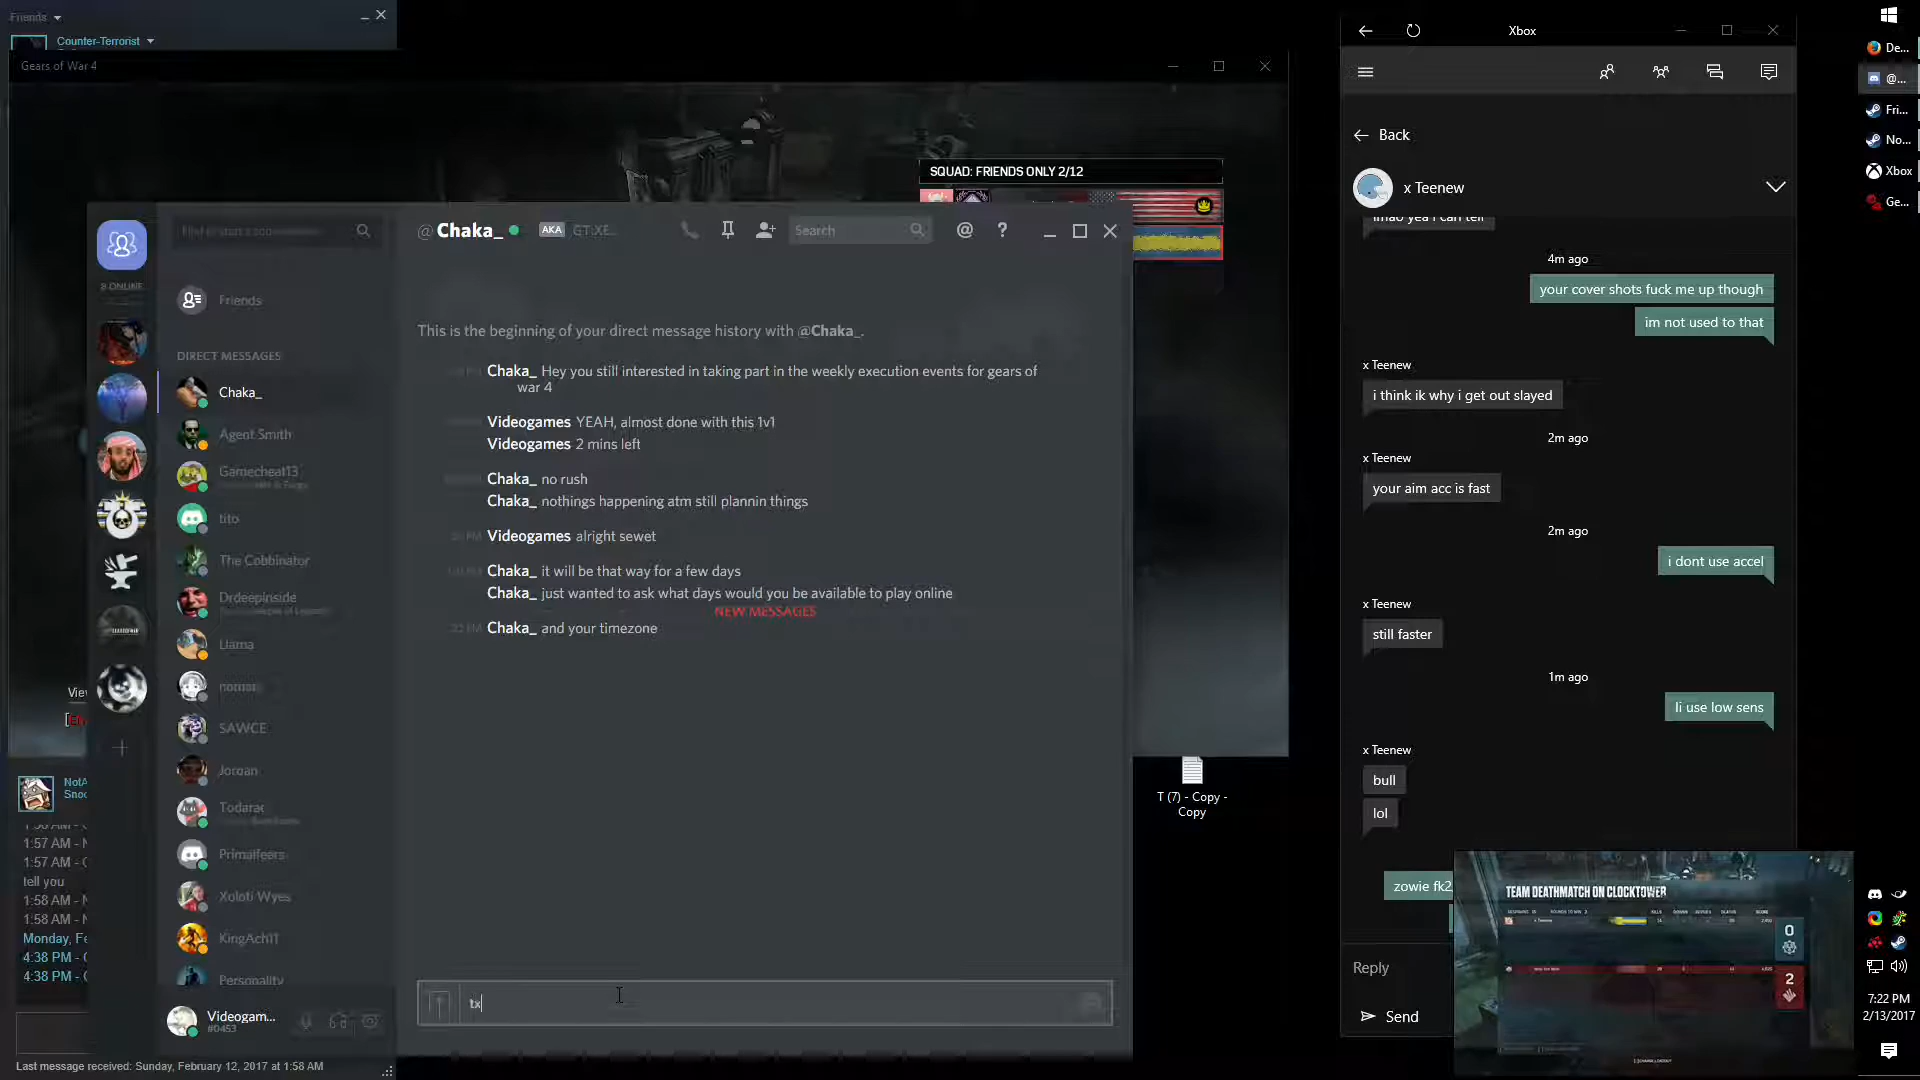 Friends
Counter-Terrorist
Gears of War 4
SQUAD: FRIENDS ONLY 2/12
8 ONLINE
Friends
DIRECT MESSAGES
Chaka_
Agent Smith
Gamecheat13
tito
The Cobbinator
Drdeepinside
Llama
SAWCE
Jordan
Todarac
Primalfears
Xoloti Wyes
KingAch11
Personality
Videogam...
#0453
@Chaka_
AKA GT:XE...
Search
This is the beginning of your direct message history with @Chaka_.
Chaka_ Hey you still interested in taking part in the weekly execution events for gears of
war 4
Videogames YEAH, almost done with this 1v1
Videogames 2 mins left
Chaka_ no rush
Chaka_ nothings happening atm still plannin things
Videogames alright sewet
Chaka_ it will be that way for a few days
Chaka_ just wanted to ask what days would you be available to play online
NEW MESSAGES
Chaka_ and your timezone
tx
1:57 AM -
1:57 AM -
tell you
1:58 AM -
1:58 AM -
Monday, Fe
4:38 PM -
4:38 PM -
Last message received: Sunday, February 12, 2017 at 1:58 AM
T (7) - Copy -
Copy
Xbox
Back
x Teenew
lmao yea i can tell
4m ago
your cover shots fuck me up though
im not used to that
x Teenew
i think ik why i get out slayed
2m ago
x Teenew
your aim acc is fast
2m ago
i dont use accel
x Teenew
still faster
1m ago
Ii use low sens
x Teenew
bull
lol
zowie fk2
Reply
Send
TEAM DEATHMATCH ON CLOCKTOWER
0
2
De...
@...
Fri...
No...
Xbox
Ge...
7:22 PM
2/13/2017